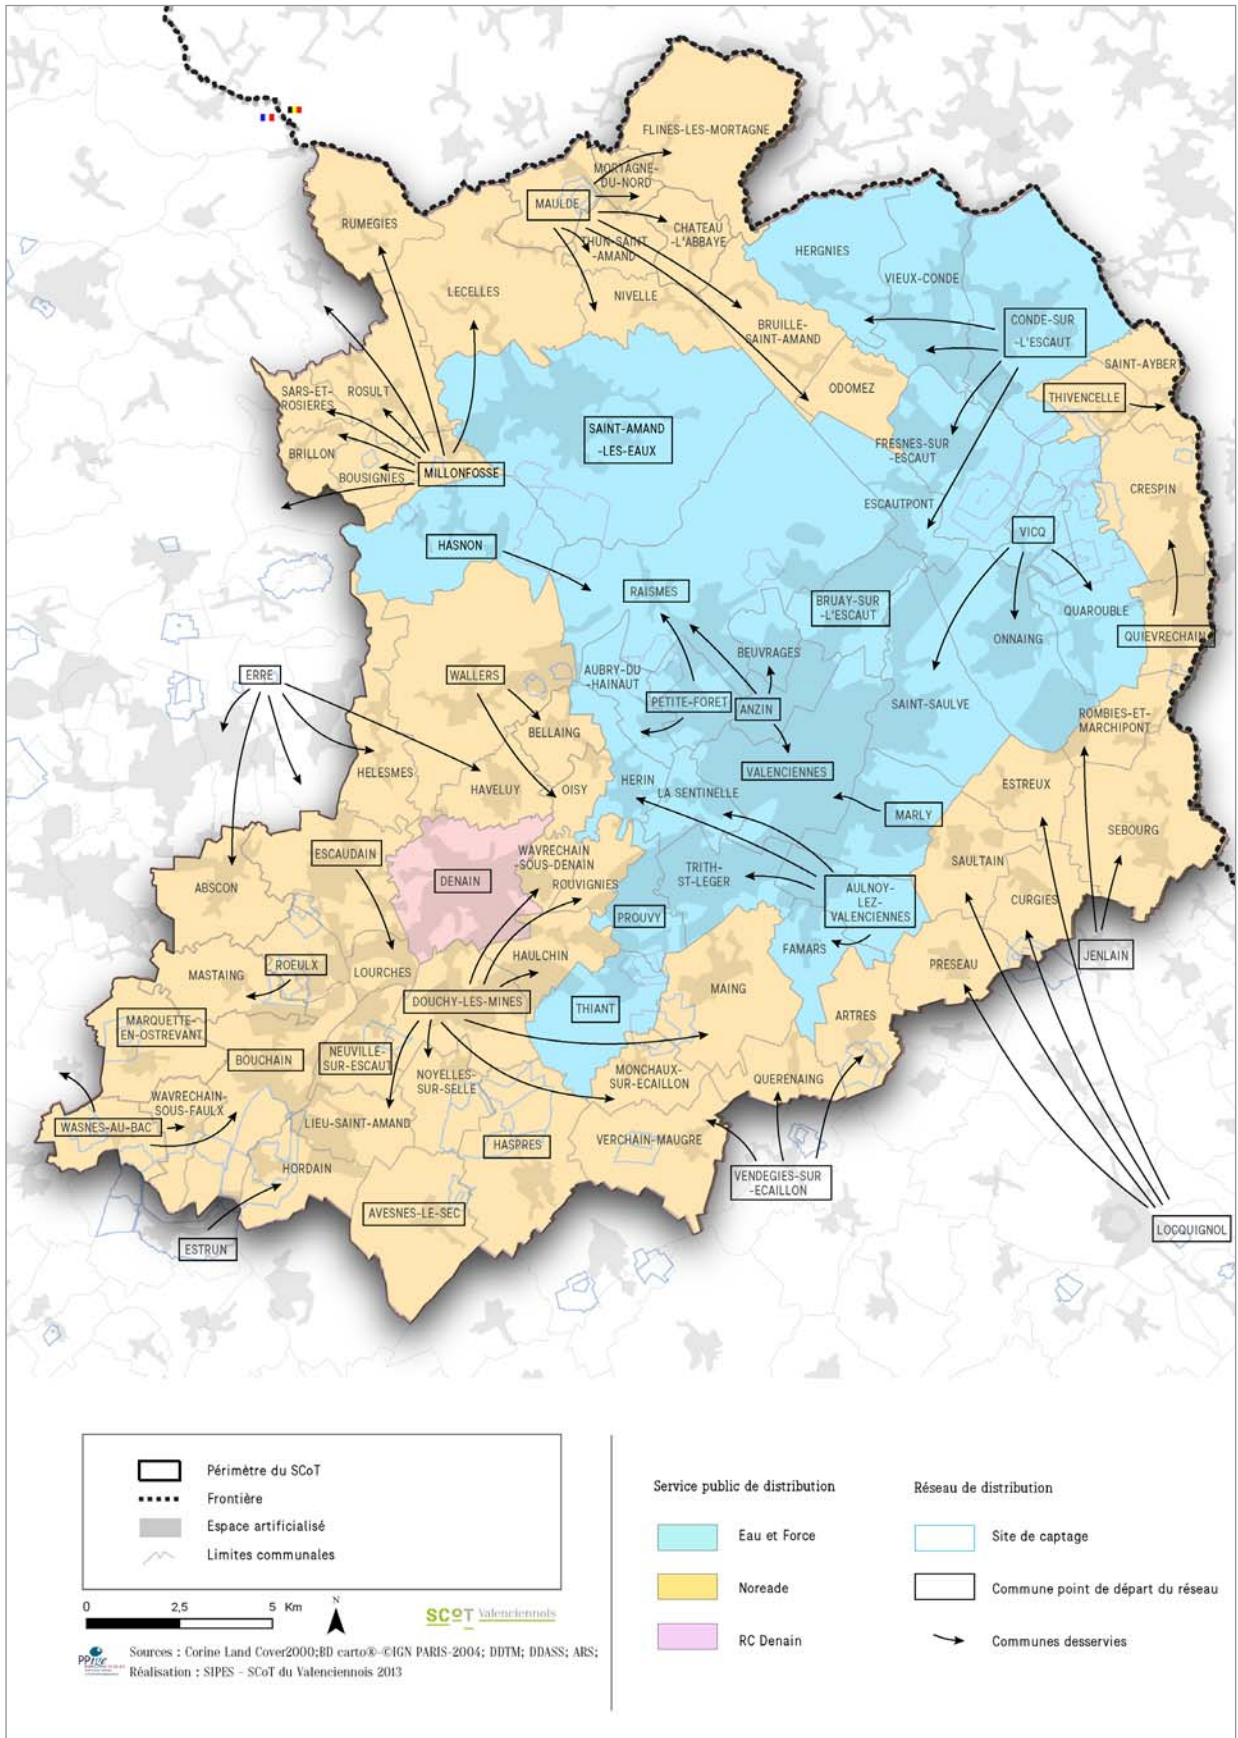 FLINES-LES-MORTAGNE
MORTAGNE-
DU-NORD
MAULDE
RUMEGIES
CHATEAU
-L'ABBAYE
THUN-SAINT
-AMAND
HERGNIES
VIEUX-CONDE
LECELLES
NIVELLE
CONDE-SUR
-L'ESCAUT
BRUILLE-
SAINT-AMAND
SAINT-AYBERT
ODOMEZ
THIVENCELLE
SARS-ET-
ROSIERES
ROSULT
SAINT-AMAND
-LES-EAUX
FRESNES-SUR
-ESCAUT
BRILLON
BOUSIGNIES
MILLONFOSSE
CRESPIN
ESCAUTPONT
VICQ
HASNON
RAISMES
BRUAY-SUR
-L'ESCAUT
QUAROUBLE
ONNAING
QUIEVRECHAIN
BEUVRAGES
AUBRY-DU
-HAINAUT
ERRE
WALLERS
PETITE-FORET
ANZIN
SAINT-SAULVE
ROMBIES-ET-
MARCHIPONT
BELLAING
HELESMES
HAVELUY
OISY
HERIN
VALENCIENNES
LA SENTINELLE
ESTREUX
MARLY
SEBOURG
ESCAUDAIN
WAVRECHAIN
-SOUS-DENAIN
SAULTAIN
TRITH-
ST-LEGER
ABSCON
DENAIN
ROUVIGNIES
AULNOY-
LEZ-
VALENCIENNES
CURGIES
PROUVY
FAMARS
JENLAIN
HAULCHIN
PRESEAU
MASTAING
ROEULX
LOURCHES
MAING
DOUCHY-LES-MINES
THIANT
ARTRES
MARQUETTE-
EN-OSTREVANT
BOUCHAIN
NEUVILLE-
SUR-ESCAUT
NOYELLES-
SUR-SELLE
MONCHAUX-
SUR-ECAILLON
QUERENAING
WAVRECHAIN-
SOUS-FAULX
WASNES-AU-BAC
LIEU-SAINT-AMAND
HASPRES
VERCHAIN-MAUGRE
HORDAIN
VENDEGIES-SUR
-ECAILLON
AVESNES-LE-SEC
LOCQUIGNOL
ESTRUN
Périmètre du SCoT
Frontière
Espace artificialisé
Limites communales
0 2,5 5 Km
N
SCOT Valenciennois
PPige
Sources : Corine Land Cover2000;BD carto®-©IGN PARIS-2004; DDTM; DDASS; ARS;
Réalisation : SIPES - SCoT du Valenciennois 2013
Service public de distribution
Eau et Force
Noreade
RC Denain
Réseau de distribution
Site de captage
Commune point de départ du réseau
Communes desservies